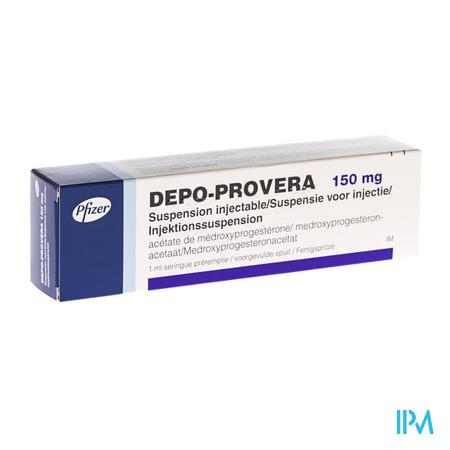 Pfizer
DEPO-PROVERA 150 mg
Suspension injectable/Suspensie voor injectie/
Injektionssuspension
acétate de médroxyprogestérone/ medroxyprogesteron-
acetaat/Medroxyprogesteronacetat
IM
1 ml seringue préremplie / voorgevulde spuit / Fertigspritze
DEPO-PROVERA 150 mg
IPM